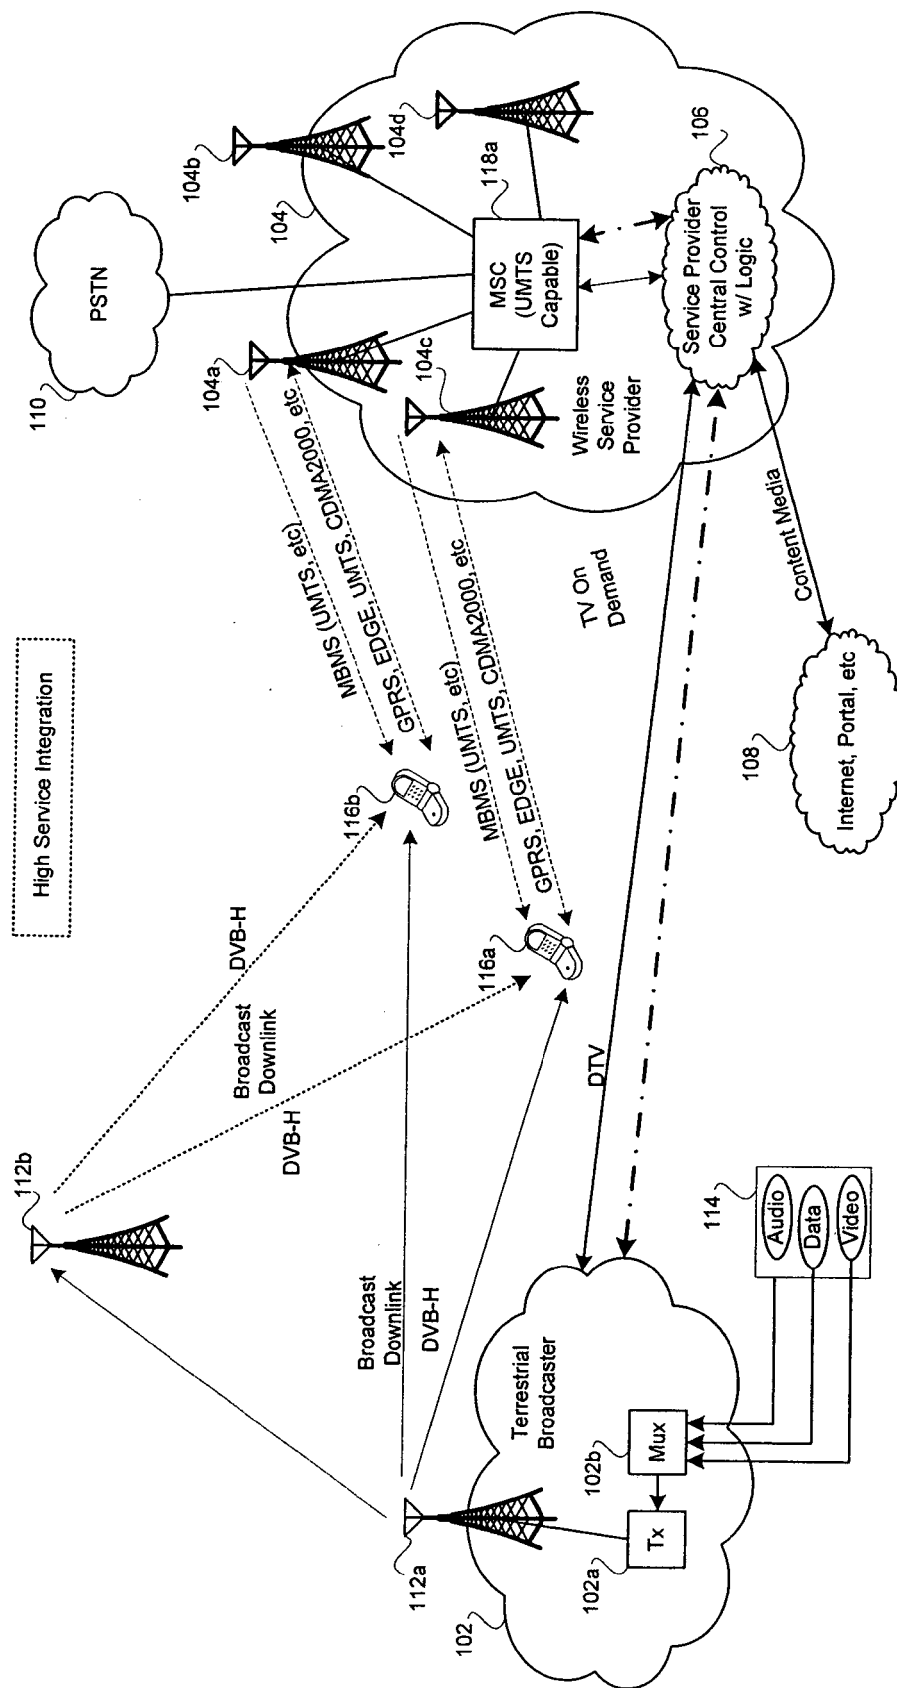 High Service Integration
112b
DVB-H
Broadcast
Downlink
DVB-H
Broadcast
Downlink
DVB-H
112a
102
Terrestrial
Broadcaster
102b
Mux
Tx
102a
114
Audio
Data
Video
116b
116a
MBMS (UMTS, etc)
GPRS, EDGE, UMTS, CDMA2000, etc
MBMS (UMTS, etc)
GPRS, EDGE, UMTS, CDMA2000, etc
TV On
Demand
DTV
Content Media
108
Internet, Portal, etc
110
PSTN
104a
104b
104
104c
104d
118a
MSC
(UMTS
Capable)
Wireless
Service
Provider
106
Service Provider
Central Control
w/ Logic